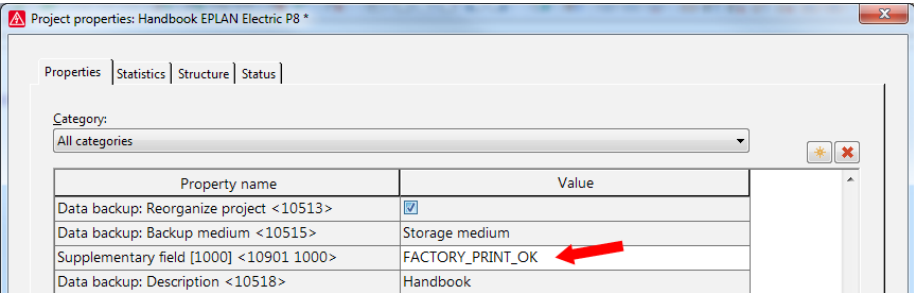 Project properties: Handbook EPLAN Electric P8 *
Properties Statistics Structure Status
Category:
All categories
Property name Value
Data backup: Reorganize project <10513>
Data backup: Backup medium <10515> Storage medium
Supplementary field [1000] <10901 1000> FACTORY_PRINT_OK
Data backup: Description <10518> Handbook